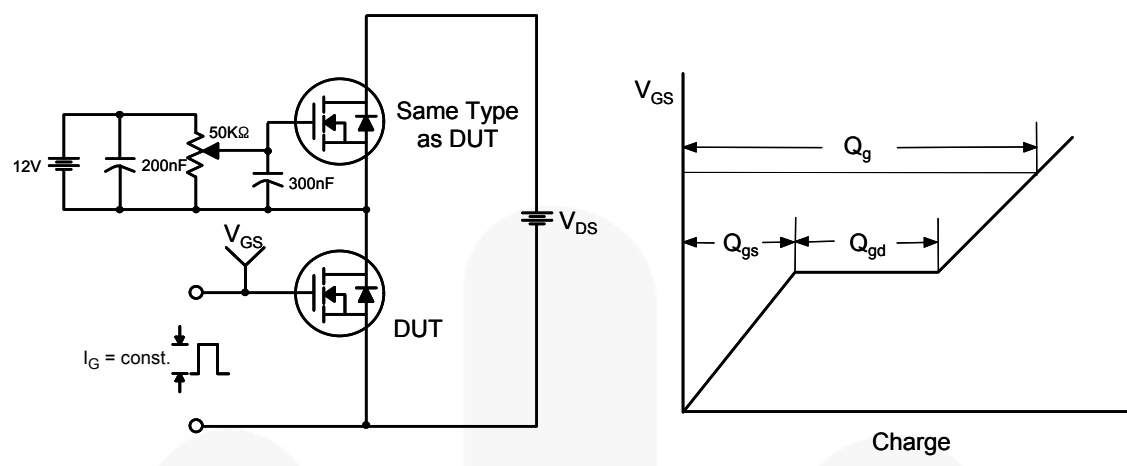 12V
200nF
50KΩ
300nF
Same Type
as DUT
V_DS
V_GS
DUT
I_G = const.
V_GS
Q_g
Q_gs
Q_gd
Charge